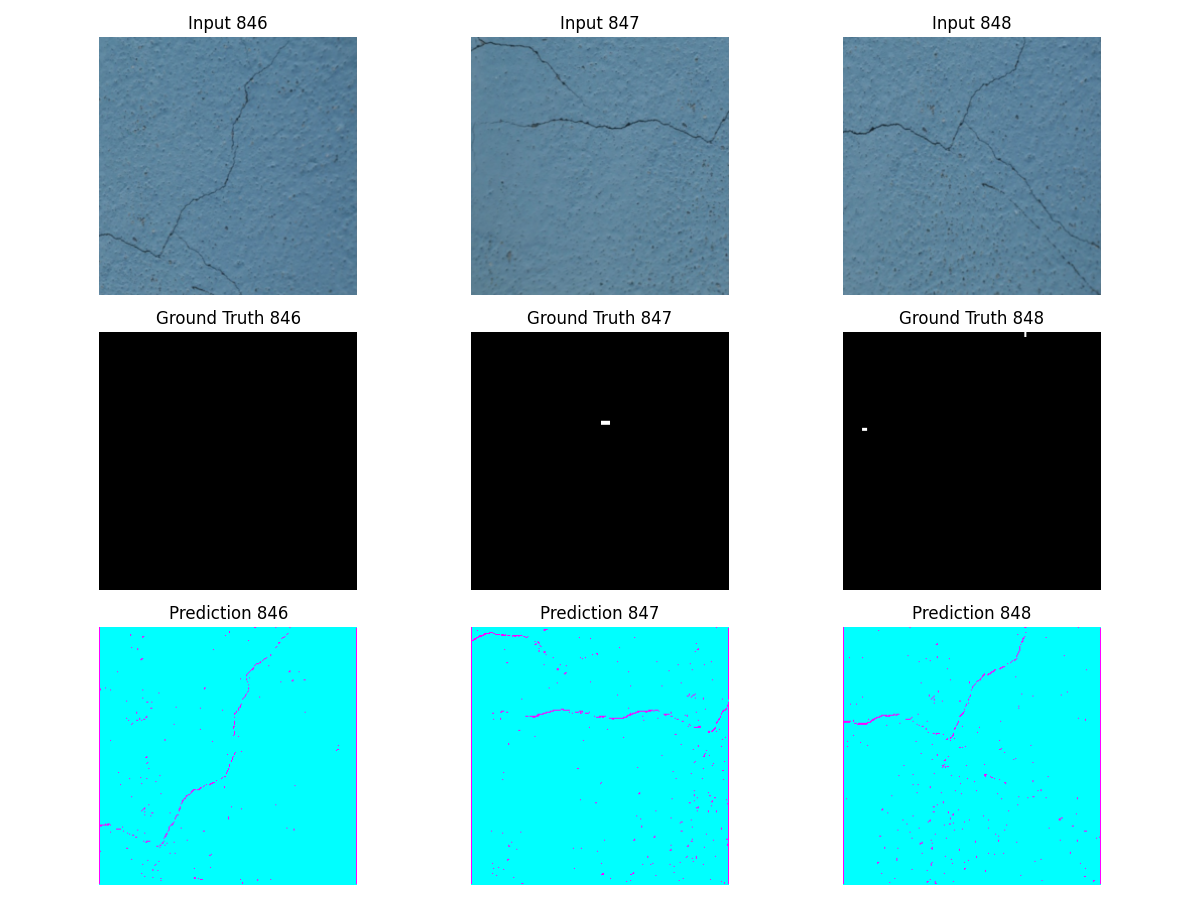 Input 846
Input 847
Input 848
Ground Truth 846
Ground Truth 847
Ground Truth 848
Prediction 846
Prediction 847
Prediction 848